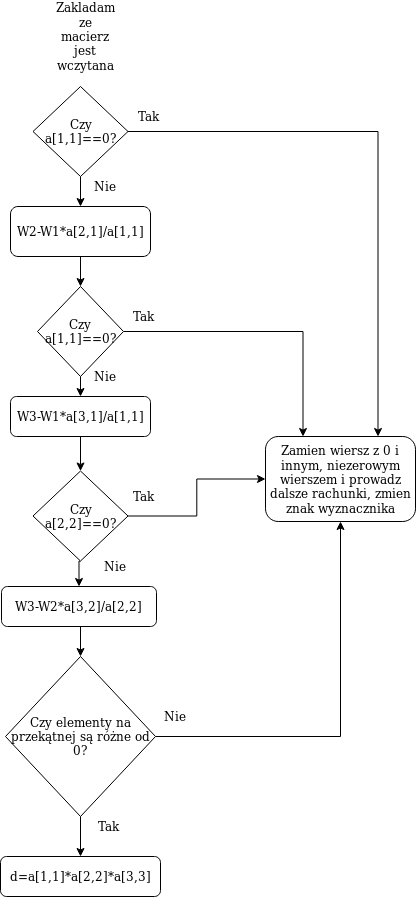 Zakladam
ze
macierz
jest
wczytana
Czy
a[1,1]==0?
Tak
Nie
W2-W1*a[2,1]/a[1,1]
Czy
a[1,1]==0?
Tak
Nie
W3-W1*a[3,1]/a[1,1]
Zamien wiersz z 0 i
innym, niezerowym
wierszem i prowadz
dalsze rachunki, zmien
znak wyznacznika
Czy
a[2,2]==0?
Tak
Nie
W3-W2*a[3,2]/a[2,2]
Czy elementy na
przekątnej są różne od
0?
Nie
Tak
d=a[1,1]*a[2,2]*a[3,3]